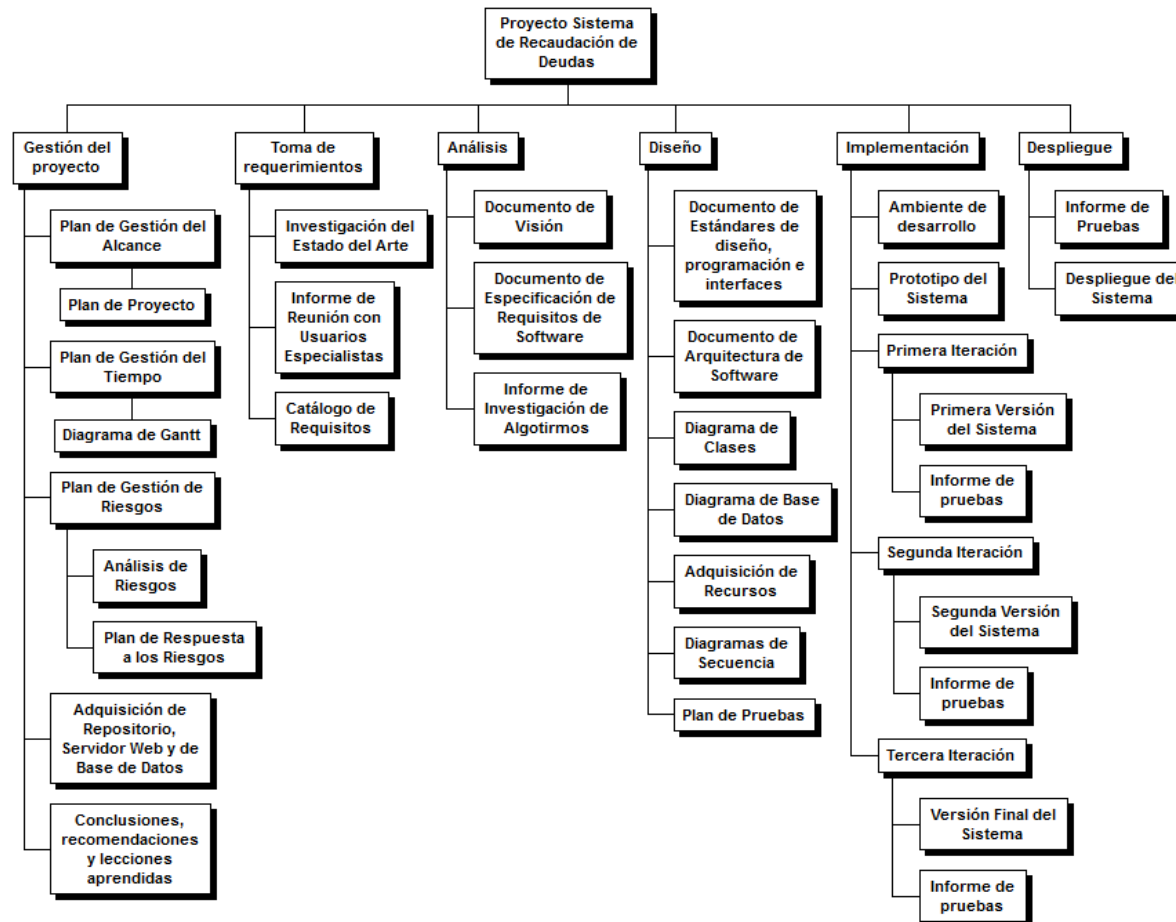 Proyecto Sistema
de Recaudación de
Deudas
Gestión del
proyecto
Plan de Gestión del
Alcance
Plan de Proyecto
Plan de Gestión del
Tiempo
Diagrama de Gantt
Plan de Gestión de
Riesgos
Análisis de
Riesgos
Plan de Respuesta
a los Riesgos
Adquisición de
Repositorio,
Servidor Web y de
Base de Datos
Conclusiones,
recomendaciones
y lecciones
aprendidas
Toma de
requerimientos
Investigación del
Estado del Arte
Informe de
Reunión con
Usuarios
Especialistas
Catálogo de
Requisitos
Análisis
Documento de
Visión
Documento de
Especificación de
Requisitos de
Software
Informe de
Investigación de
Algotirmos
Diseño
Documento de
Estándares de
diseño,
programación e
interfaces
Documento de
Arquitectura de
Software
Diagrama de
Clases
Diagrama de Base
de Datos
Adquisición de
Recursos
Diagramas de
Secuencia
Plan de Pruebas
Implementación
Ambiente de
desarrollo
Prototipo del
Sistema
Primera Iteración
Primera Versión
del Sistema
Informe de
pruebas
Segunda Iteración
Segunda Versión
del Sistema
Informe de
pruebas
Tercera Iteración
Versión Final del
Sistema
Informe de
pruebas
Despliegue
Informe de
Pruebas
Despliegue del
Sistema